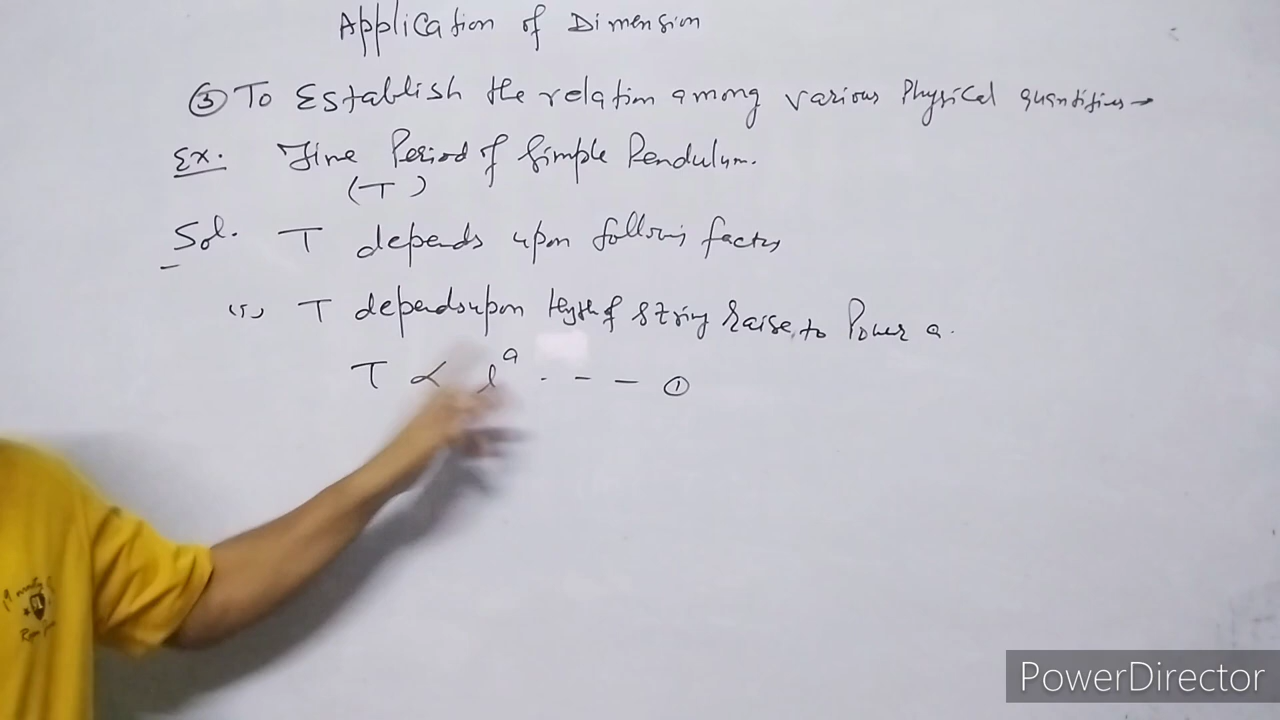 Application of Dimension
③ To Establish the relation among various Physical quantities →
Ex. Time Period of Simple Pendulum.
(T)
Sol. T depends upon following factors
(i) T depends upon length of string raise to Power a.
T ∝ l^a - - - ①
PowerDirector